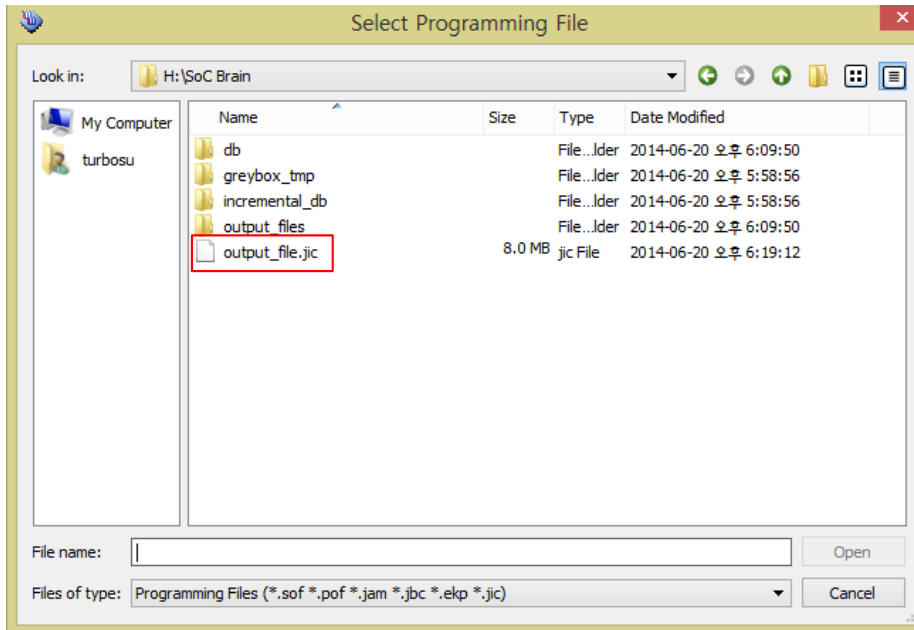 Select Programming File
Look in: H:\SoC Brain
My Computer
turbosu
Name Size Type Date Modified
db File...lder 2014-06-20 오후 6:09:50
greybox_tmp File...lder 2014-06-20 오후 5:58:56
incremental_db File...lder 2014-06-20 오후 5:58:56
output_files File...lder 2014-06-20 오후 6:09:50
output_file.jic 8.0 MB jic File 2014-06-20 오후 6:19:12
File name: Open
Files of type: Programming Files (*.sof *.pof *.jam *.jbc *.ekp *.jic) Cancel